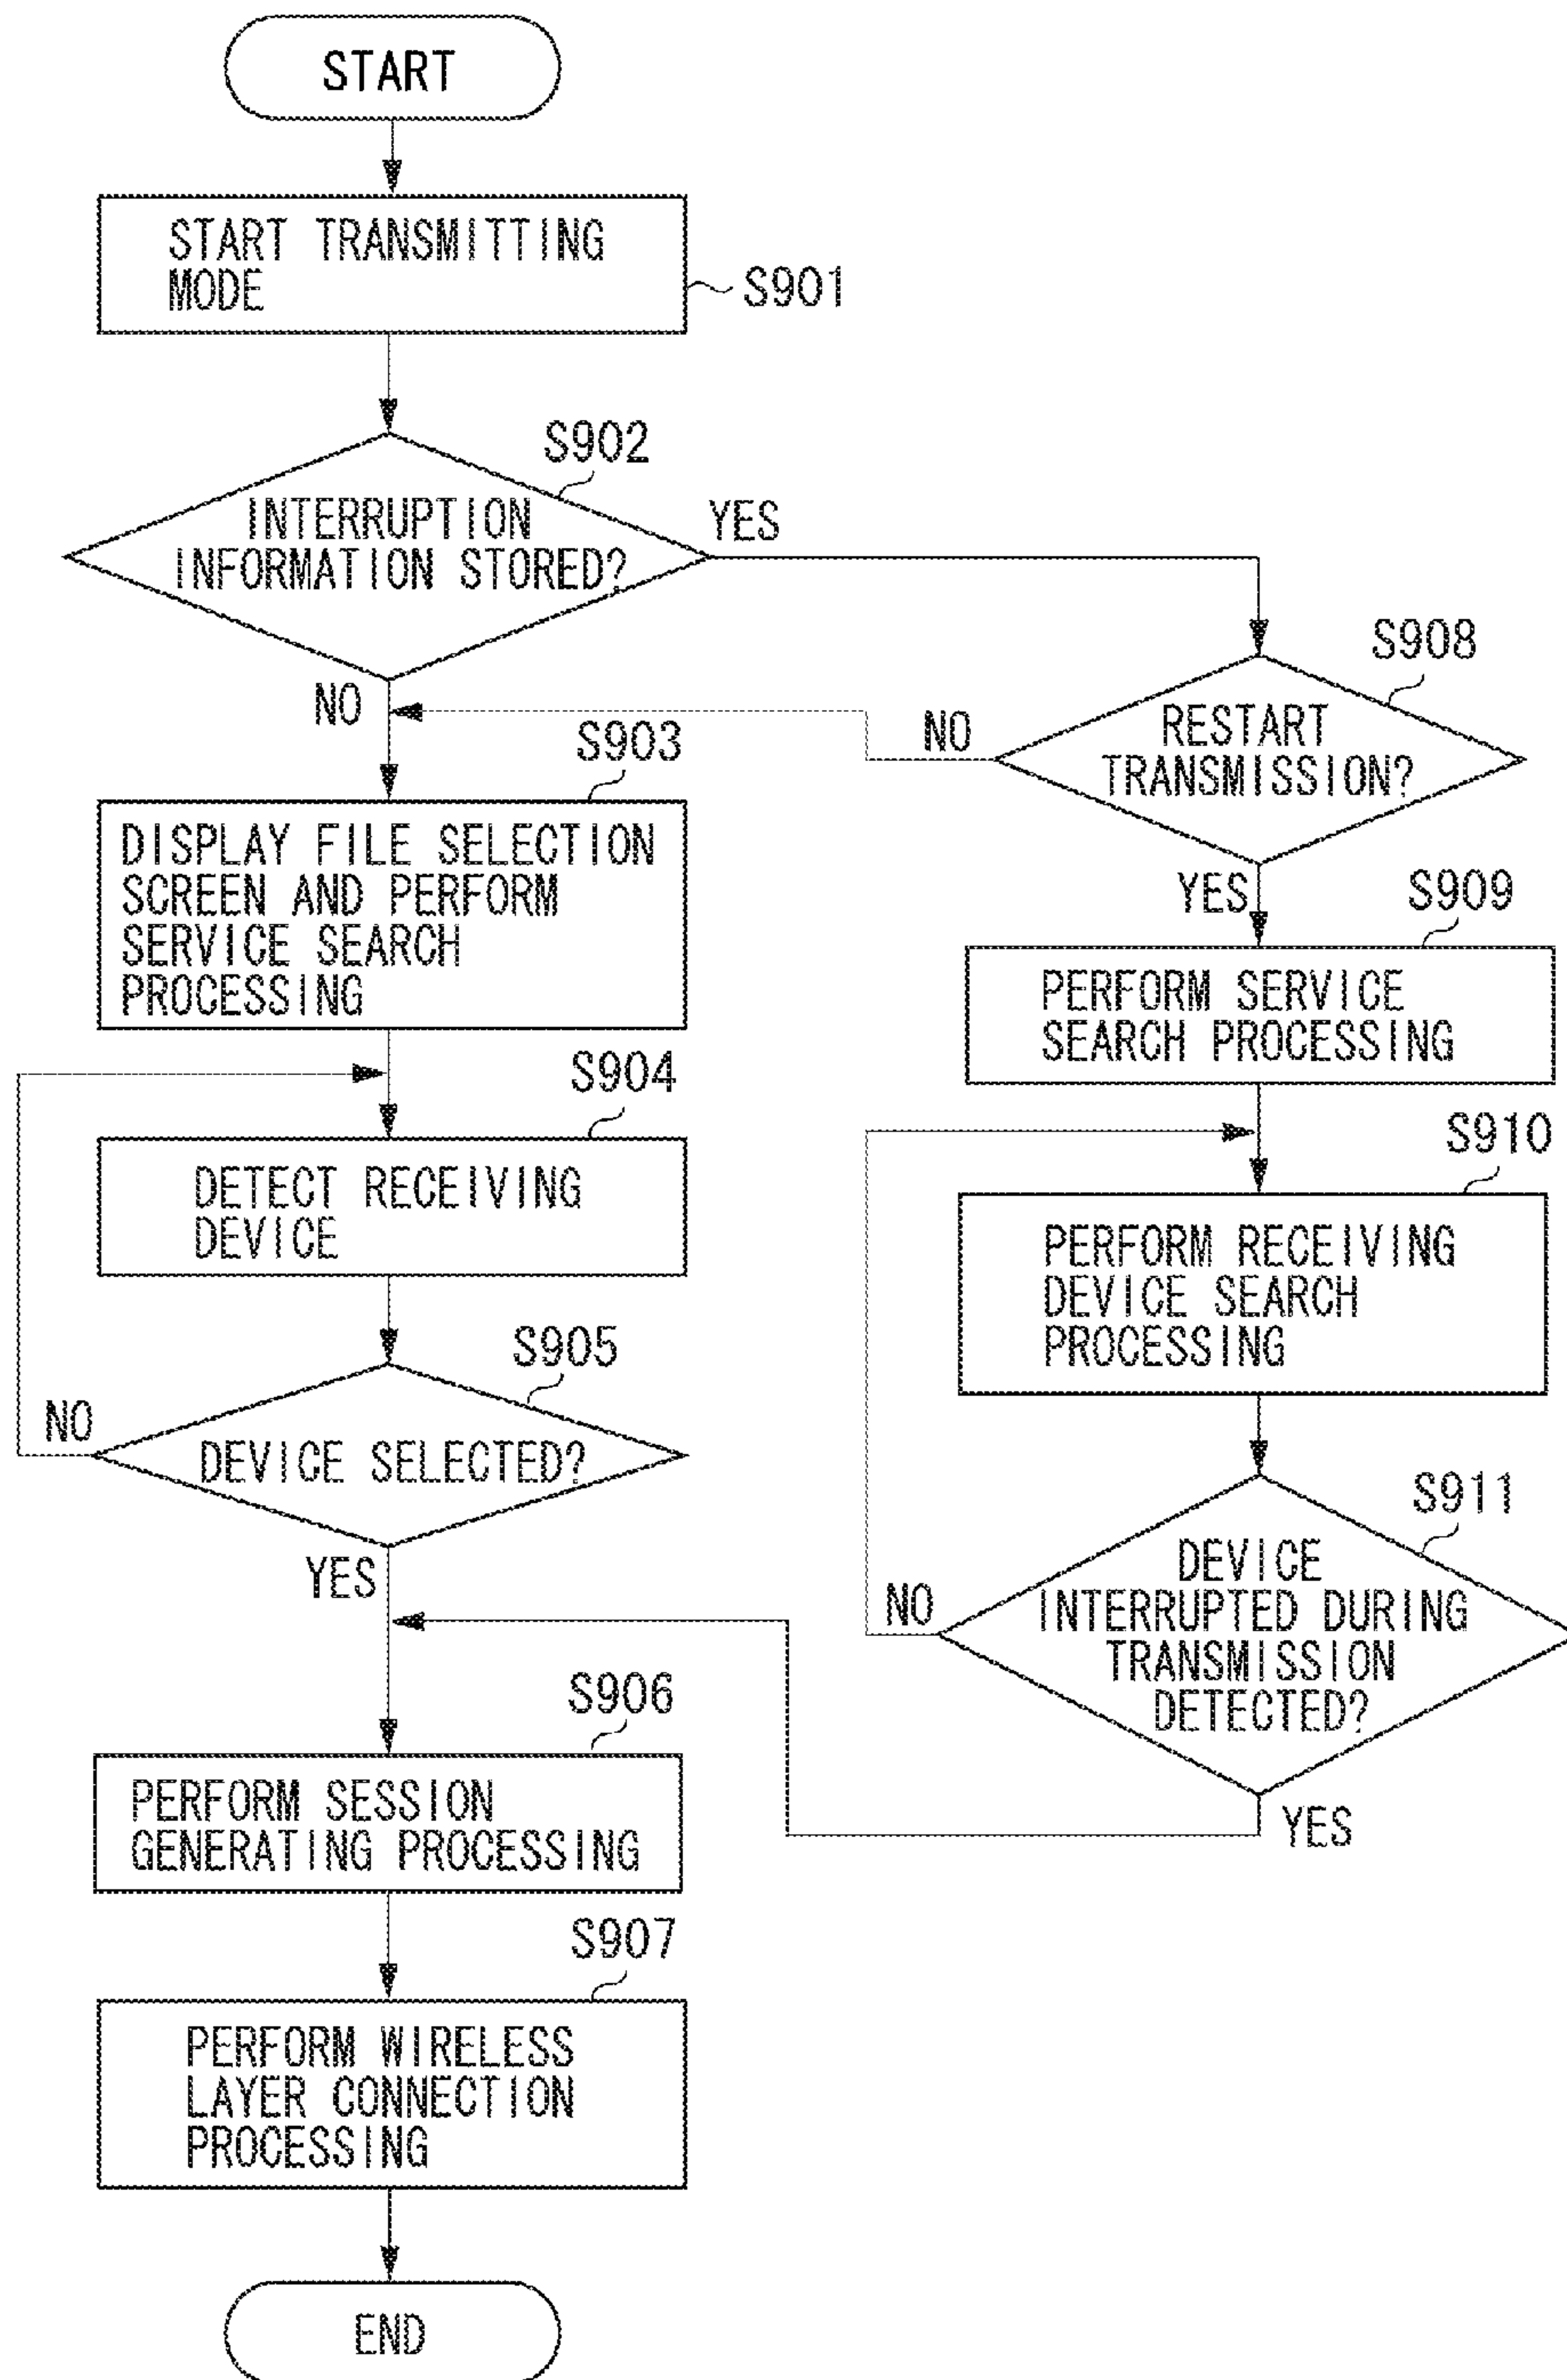 START
START TRANSMITTING
MODE
S901
S902
INTERRUPTION
INFORMATION STORED?
YES
NO
S903
DISPLAY FILE SELECTION
SCREEN AND PERFORM
SERVICE SEARCH
PROCESSING
S904
DETECT RECEIVING
DEVICE
S905
DEVICE SELECTED?
NO
YES
S906
PERFORM SESSION
GENERATING PROCESSING
S907
PERFORM WIRELESS
LAYER CONNECTION
PROCESSING
END
S908
RESTART
TRANSMISSION?
NO
YES
S909
PERFORM SERVICE
SEARCH PROCESSING
S910
PERFORM RECEIVING
DEVICE SEARCH
PROCESSING
S911
DEVICE
INTERRUPTED DURING
TRANSMISSION
DETECTED?
NO
YES